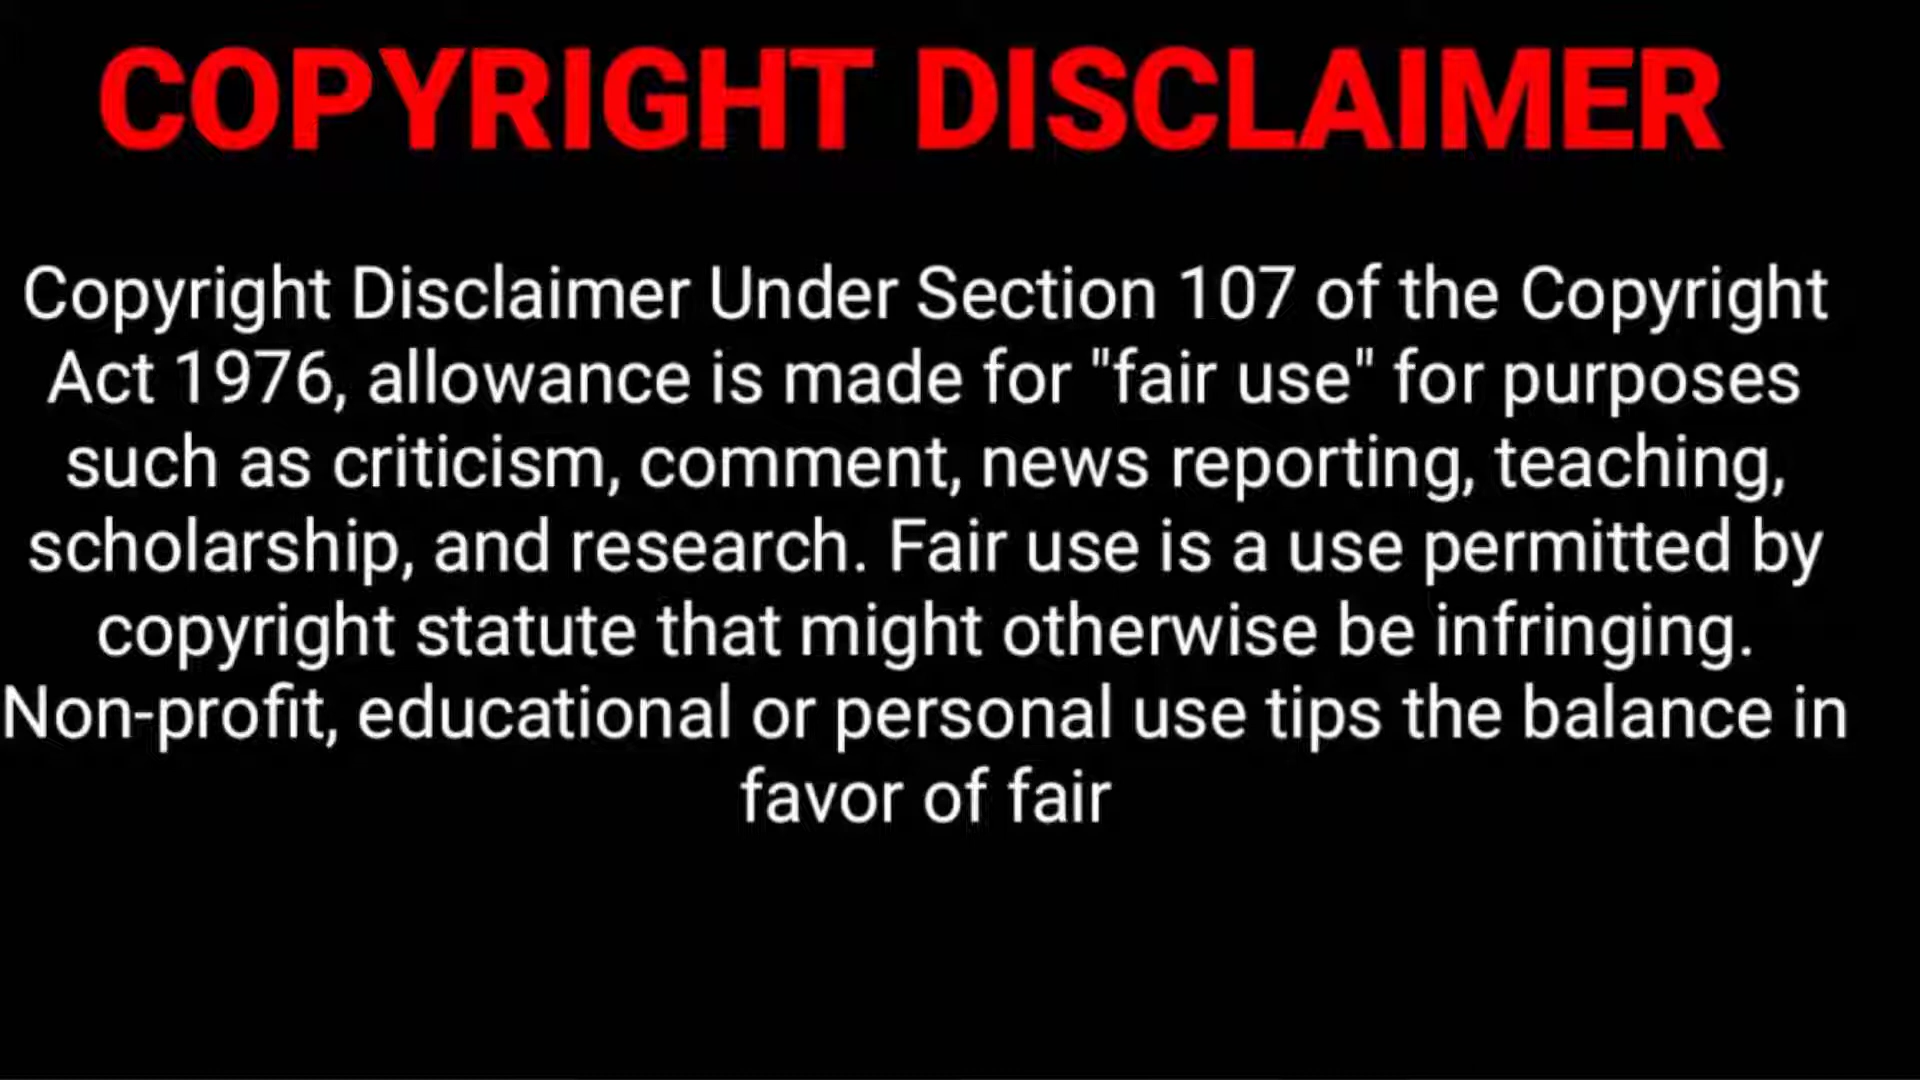 COPYRIGHT DISCLAIMER
Copyright Disclaimer Under Section 107 of the Copyright
Act 1976, allowance is made for "fair use" for purposes
such as criticism, comment, news reporting, teaching,
scholarship, and research. Fair use is a use permitted by
copyright statute that might otherwise be infringing.
Non-profit, educational or personal use tips the balance in
favor of fair